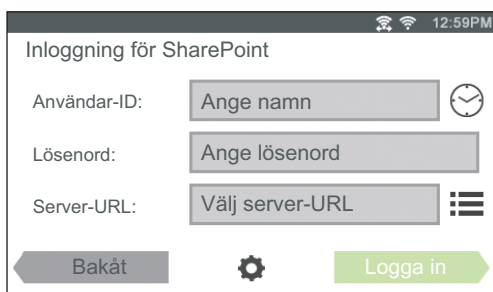 12:59PM
Inloggning för SharePoint
Användar-ID: Ange namn
Lösenord: Ange lösenord
Server-URL: Välj server-URL
Bakåt Logga in